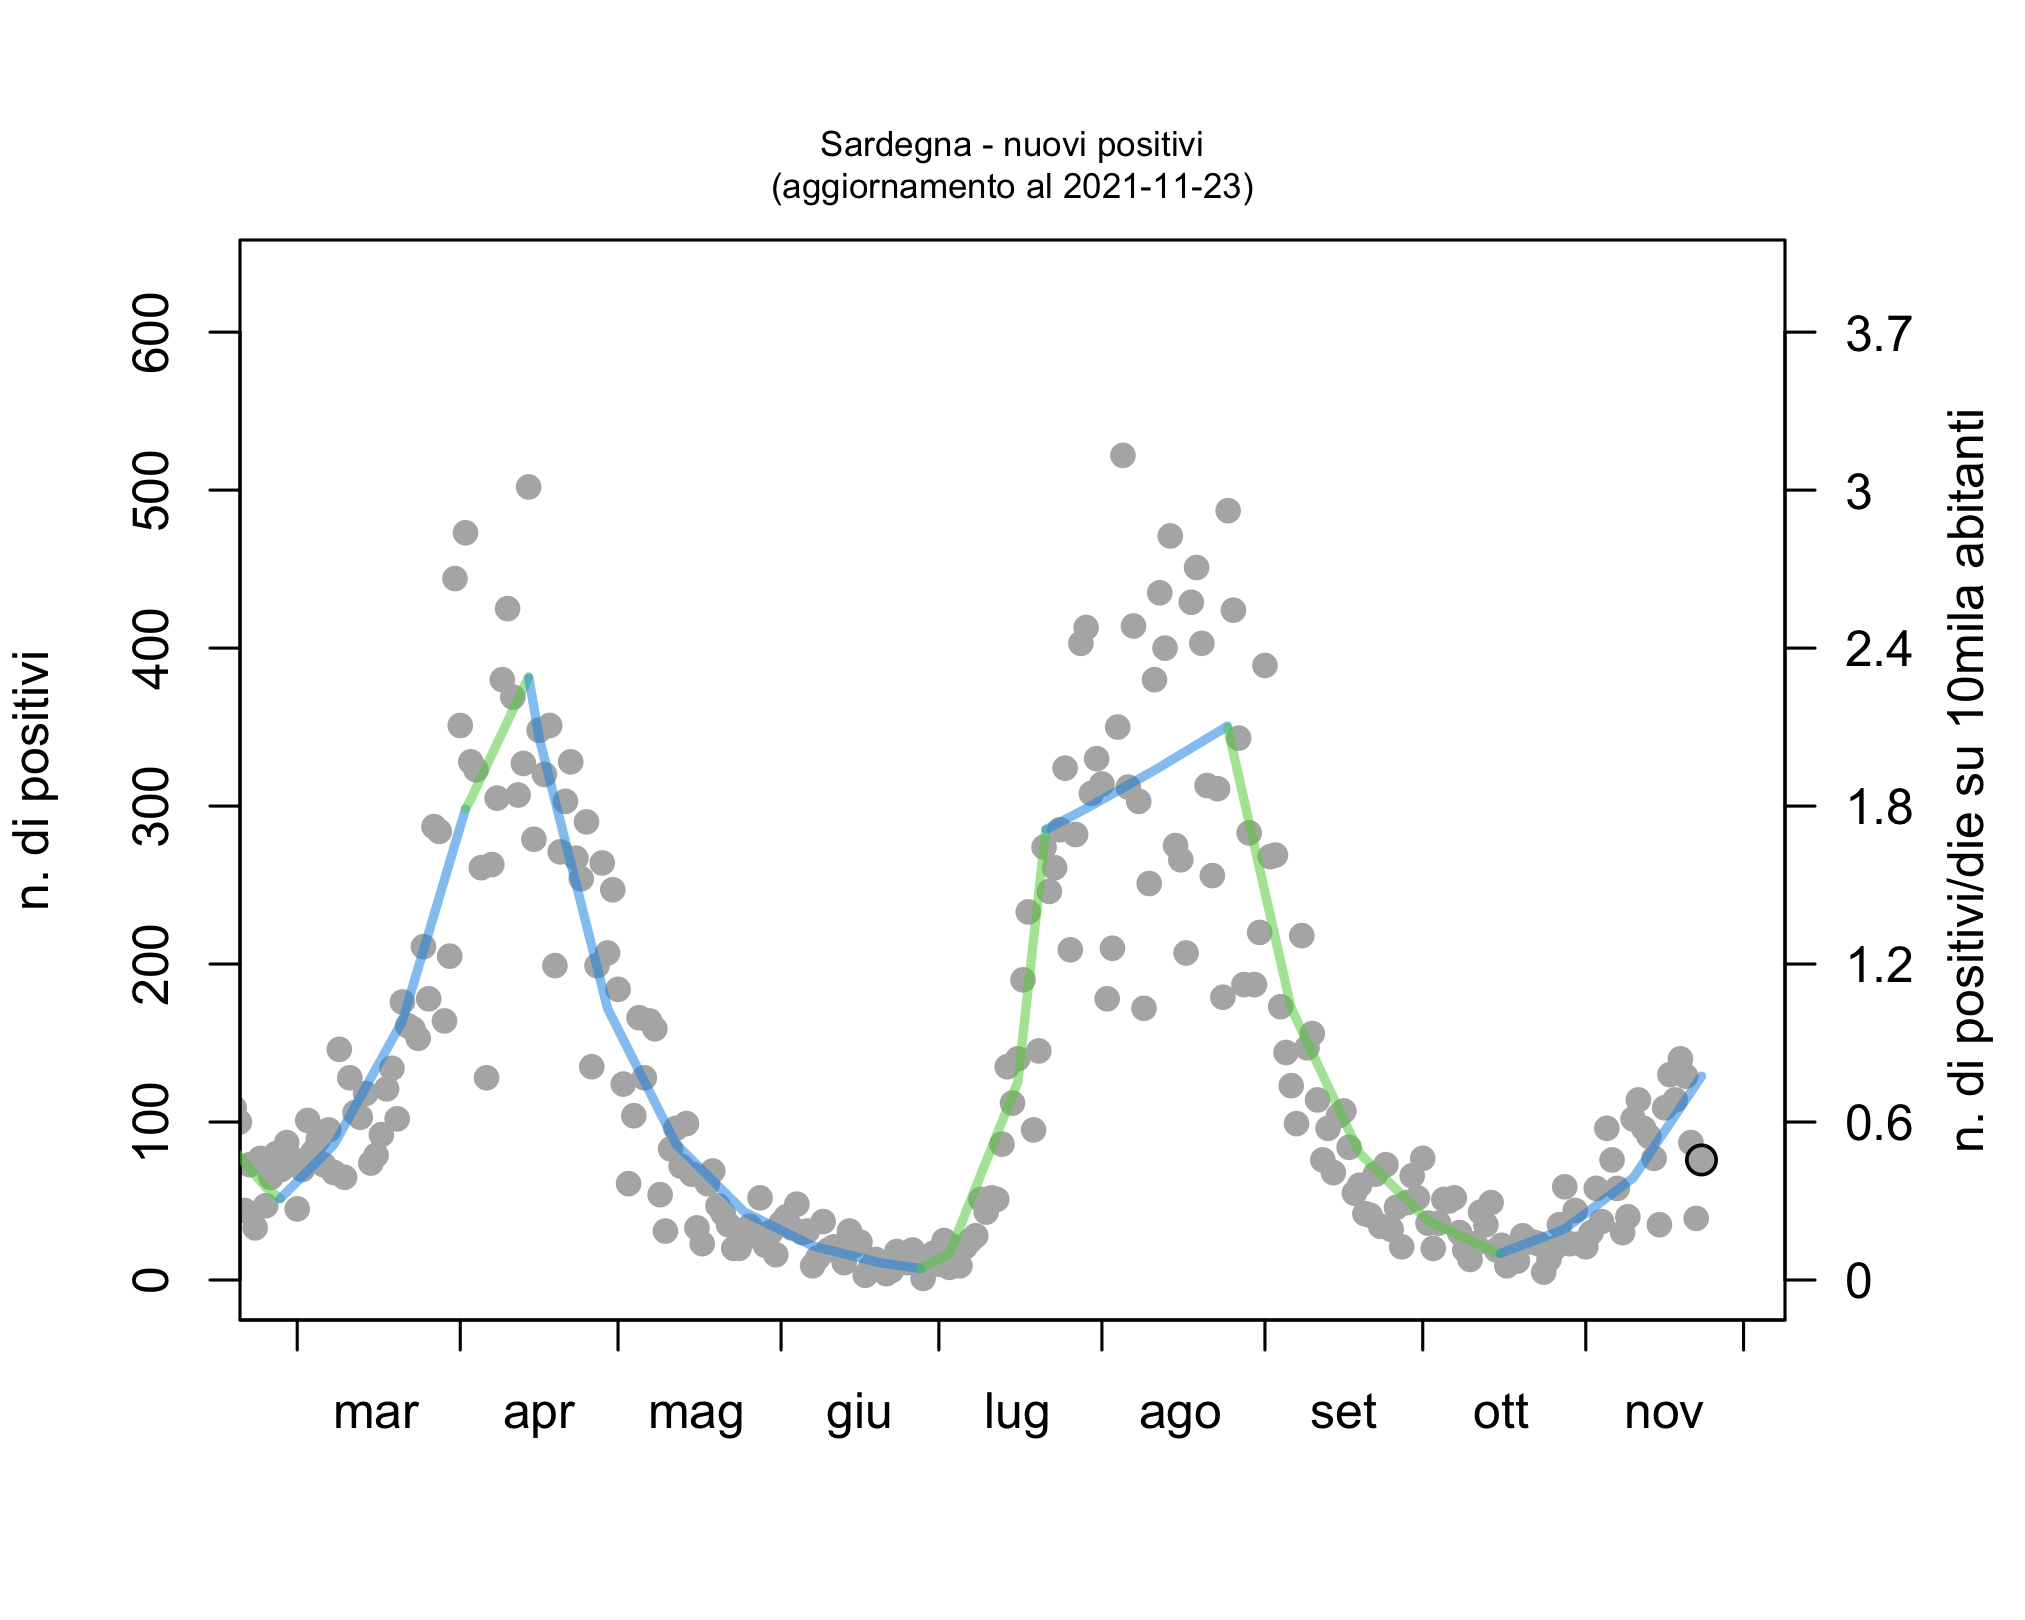 Sardegna - nuovi positivi
(aggiornamento al 2021-11-23)
n. di positivi
600
500
400
300
200
100
0
3.7
3
2.4
1.8
1.2
0.6
0
n. di positivi/die su 10mila abitanti
mar apr mag giu lug ago set ott nov